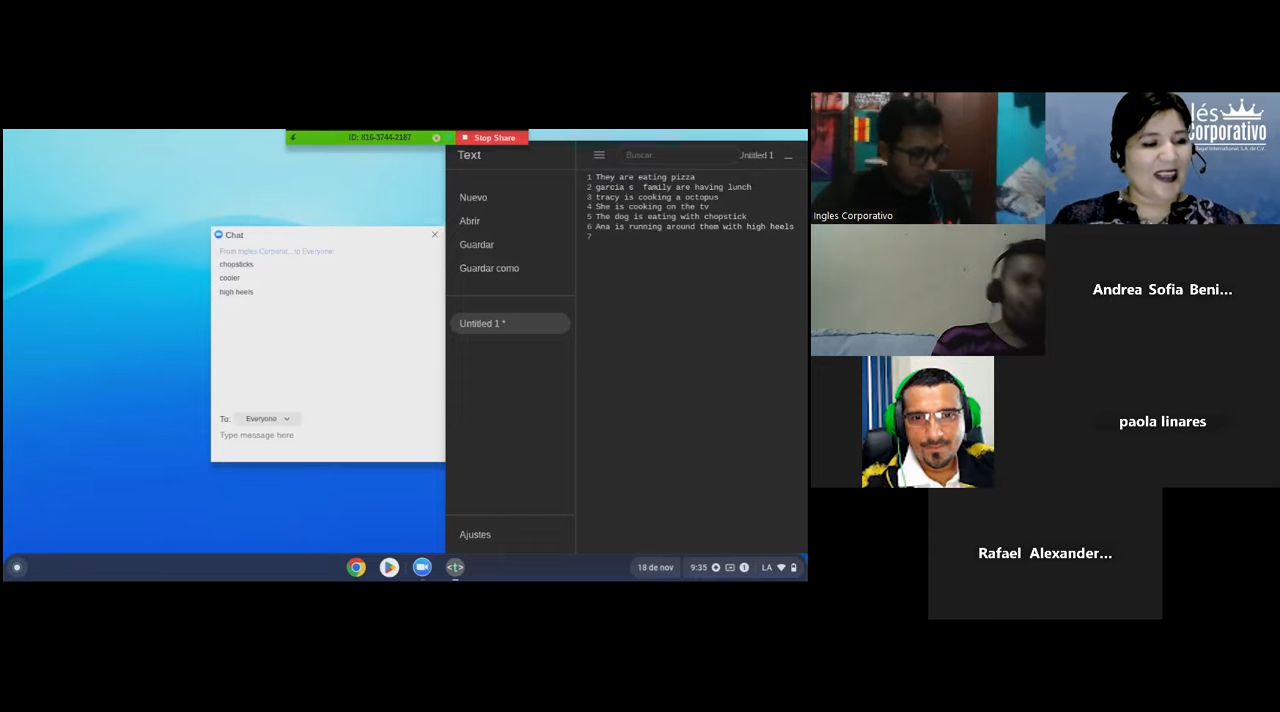 ID: 816-3744-2187
Stop Share
Text
Buscar...
Untitled 1
Nuevo
Abrir
Guardar
Guardar como
Untitled 1 *
Ajustes
1 They are eating pizza
2 garcia s  family are having lunch
3 tracy is cooking a octopus
4 She is cooking on the tv
5 The dog is eating with chopstick
6 Ana is running around them with high heels
7
Chat
From Ingles Corporat... to Everyone:
chopsticks
cooler
high heels
To: Everyone
Type message here
18 de nov
9:35
LA
Ingles Corporativo
lés
corporativo
Andrea Sofia Beni...
paola linares
Rafael Alexander...